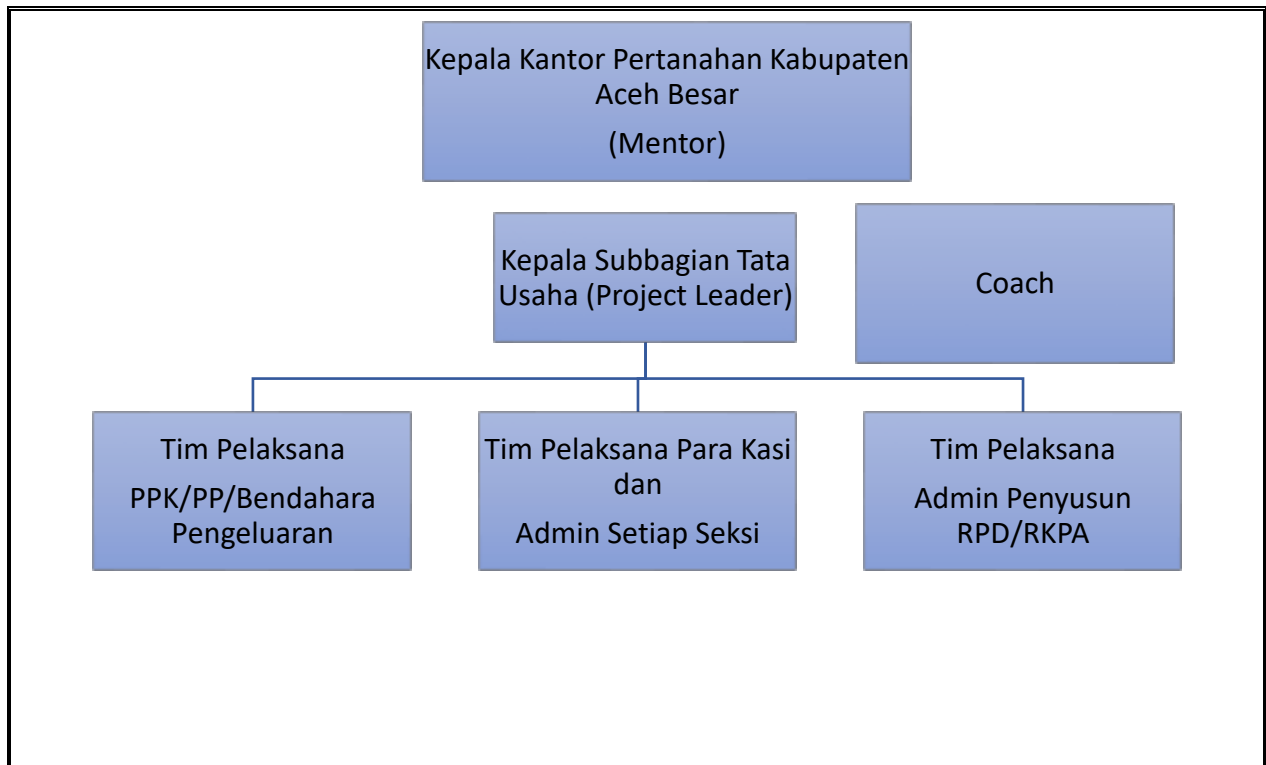 Kepala Kantor Pertanahan Kabupaten
Aceh Besar
(Mentor)
Kepala Subbagian Tata
Usaha (Project Leader)
Coach
Tim Pelaksana
PPK/PP/Bendahara
Pengeluaran
Tim Pelaksana Para Kasi
dan
Admin Setiap Seksi
Tim Pelaksana
Admin Penyusun
RPD/RKPA